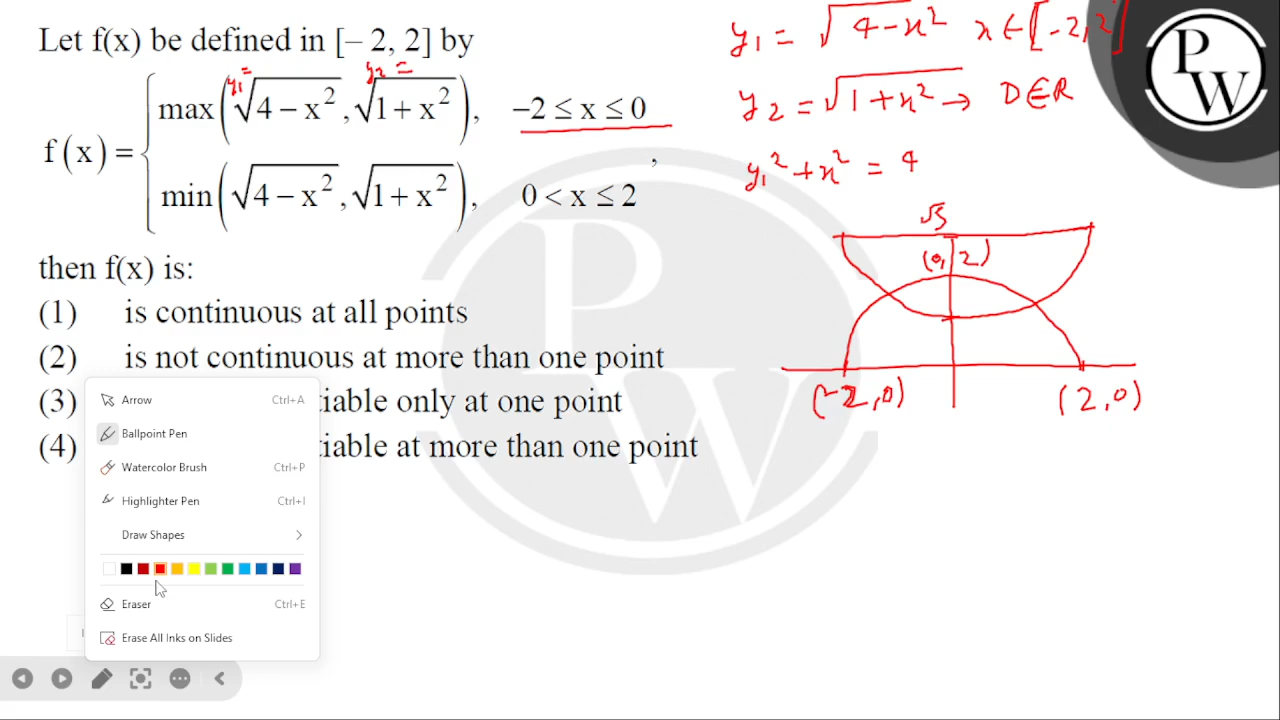 Let f(x) be defined in [– 2, 2] by
y₁ = y₂ =
f(x) = { max(√(4 − x²), √(1 + x²)), −2 ≤ x ≤ 0
,
min(√(4 − x²), √(1 + x²)), 0 < x ≤ 2
then f(x) is:
(1) is continuous at all points
(2) is not continuous at more than one point
(3) tiable only at one point
(4) tiable at more than one point
Arrow Ctrl+A
Ballpoint Pen
Watercolor Brush Ctrl+P
Highlighter Pen Ctrl+I
Draw Shapes
Eraser Ctrl+E
Erase All Inks on Slides
y₁ = √(4 − x²) x ∈ [-2, 2]
y₂ = √(1 + x²) → D ∈ R
y₁² + x² = 4
√5
(0, 2)
(-2, 0) (2, 0)
P
W
P
W